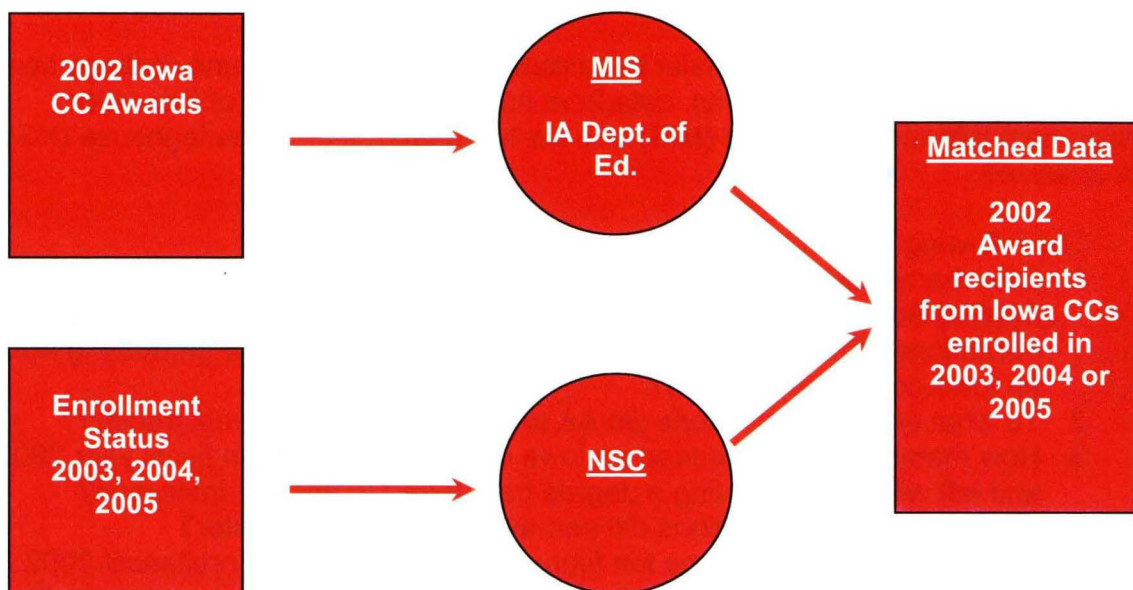 2002 Iowa
CC Awards
MIS
IA Dept. of
Ed.
Matched Data
2002
Award
recipients
from Iowa CCs
enrolled in
2003, 2004 or
2005
Enrollment
Status
2003, 2004,
2005
NSC